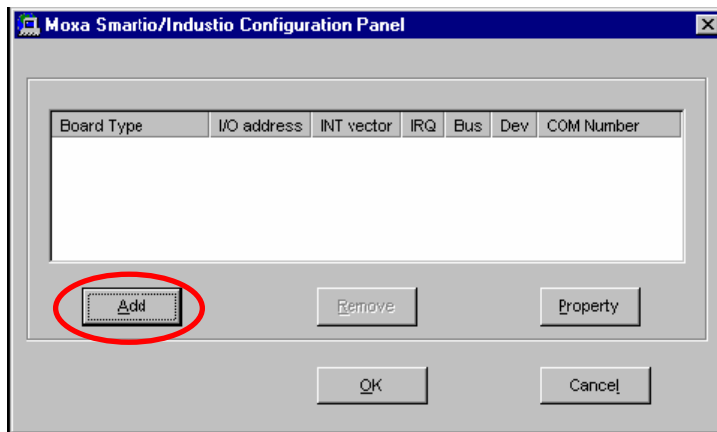 Moxa Smartio/Industio Configuration Panel
Board Type I/O address INT vector IRQ Bus Dev COM Number
Add Remove Property
OK Cancel